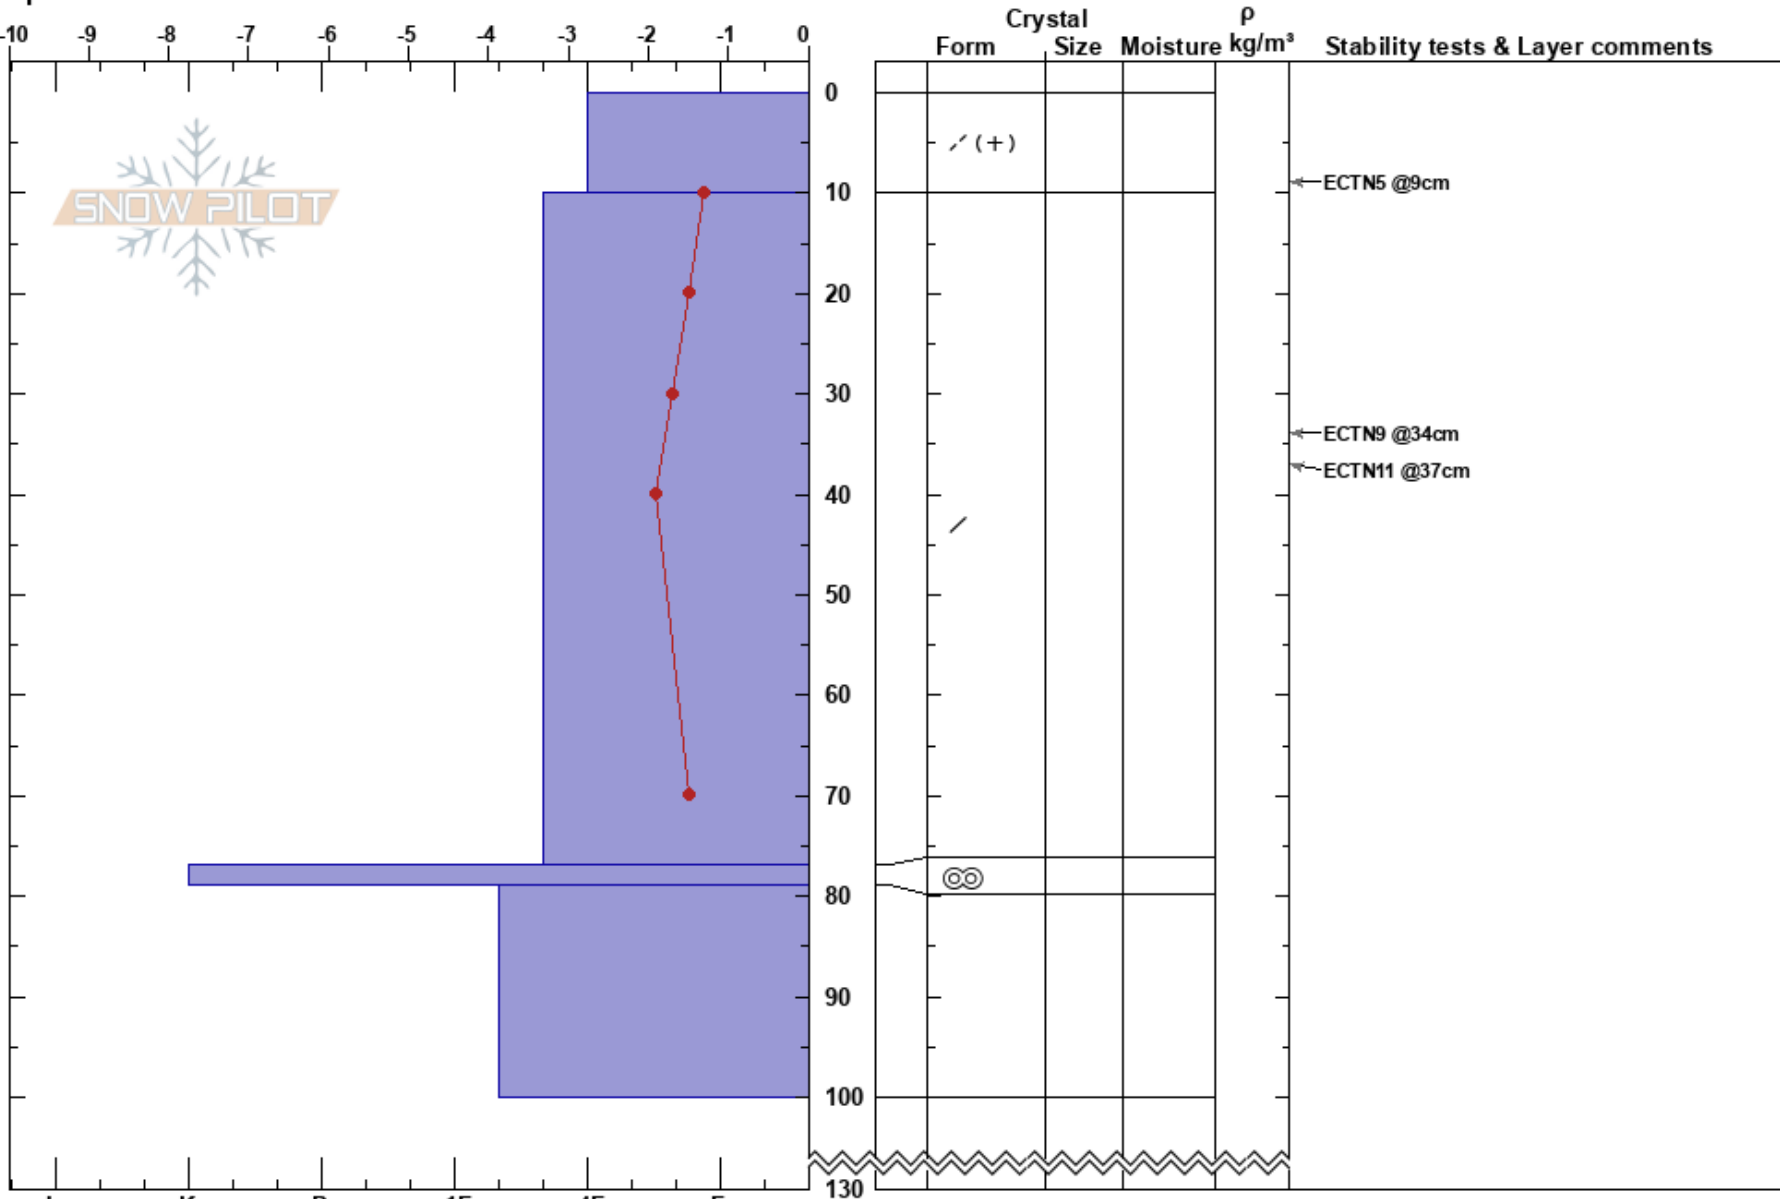 Crystal ρ
-10 -9 -8 -7 -6 -5 -4 -3 -2 -1 0 Form Size Moisture kg/m³ Stability tests & Layer comments
0
(+)
SNOW PILOT
10 ECTN5 @9cm
20
30
ECTN9 @34cm
ECTN11 @37cm
40
50
60
70
80
90
100
130